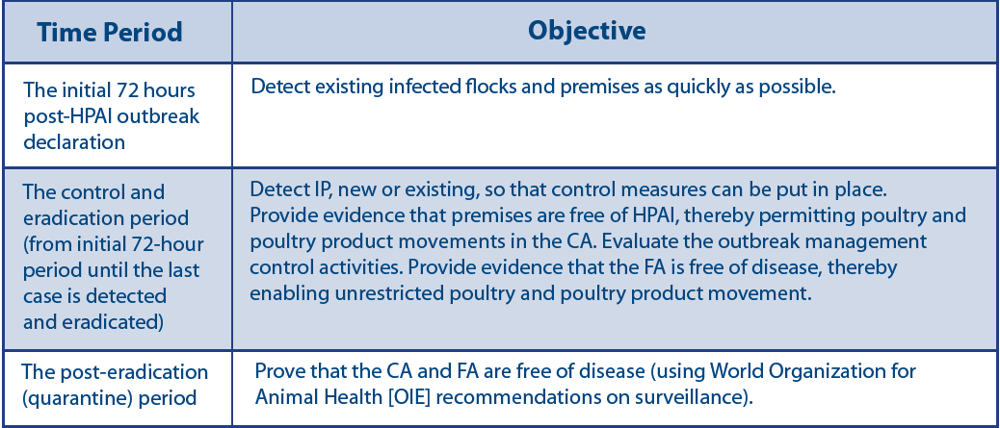 Time Period
Objective
The initial 72 hours
post-HPAI outbreak
declaration
Detect existing infected flocks and premises as quickly as possible.
The control and
eradication period
(from initial 72-hour
period until the last
case is detected
and eradicated)
Detect IP, new or existing, so that control measures can be put in place.
Provide evidence that premises are free of HPAI, thereby permitting poultry and
poultry product movements in the CA. Evaluate the outbreak management
control activities. Provide evidence that the FA is free of disease, thereby
enabling unrestricted poultry and poultry product movement.
The post-eradication
(quarantine) period
Prove that the CA and FA are free of disease (using World Organization for
Animal Health [OIE] recommendations on surveillance).